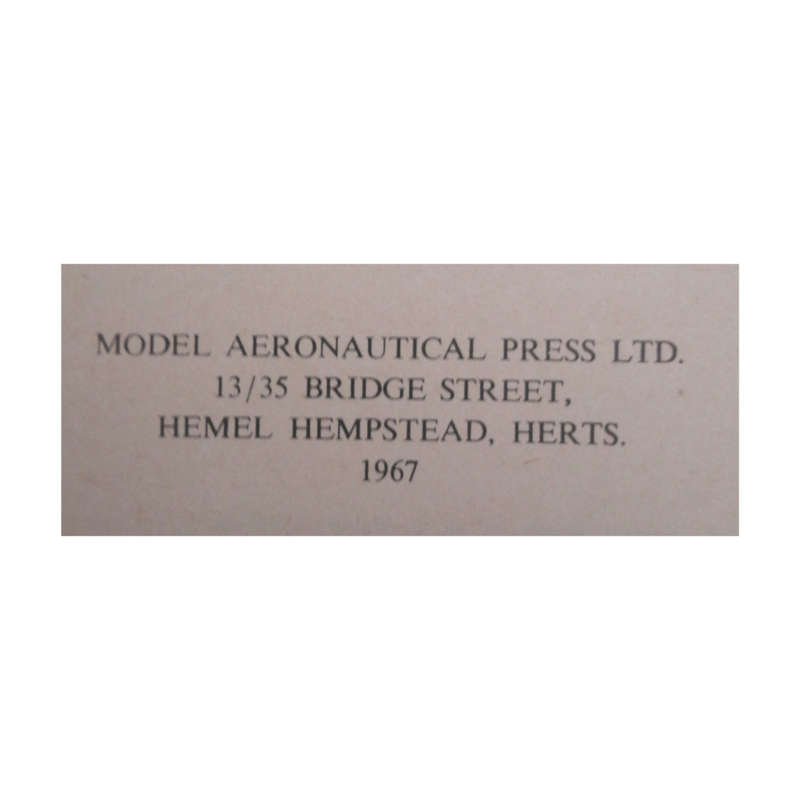 MODEL AERONAUTICAL PRESS LTD.
13/35 BRIDGE STREET,
HEMEL HEMPSTEAD, HERTS.
1967